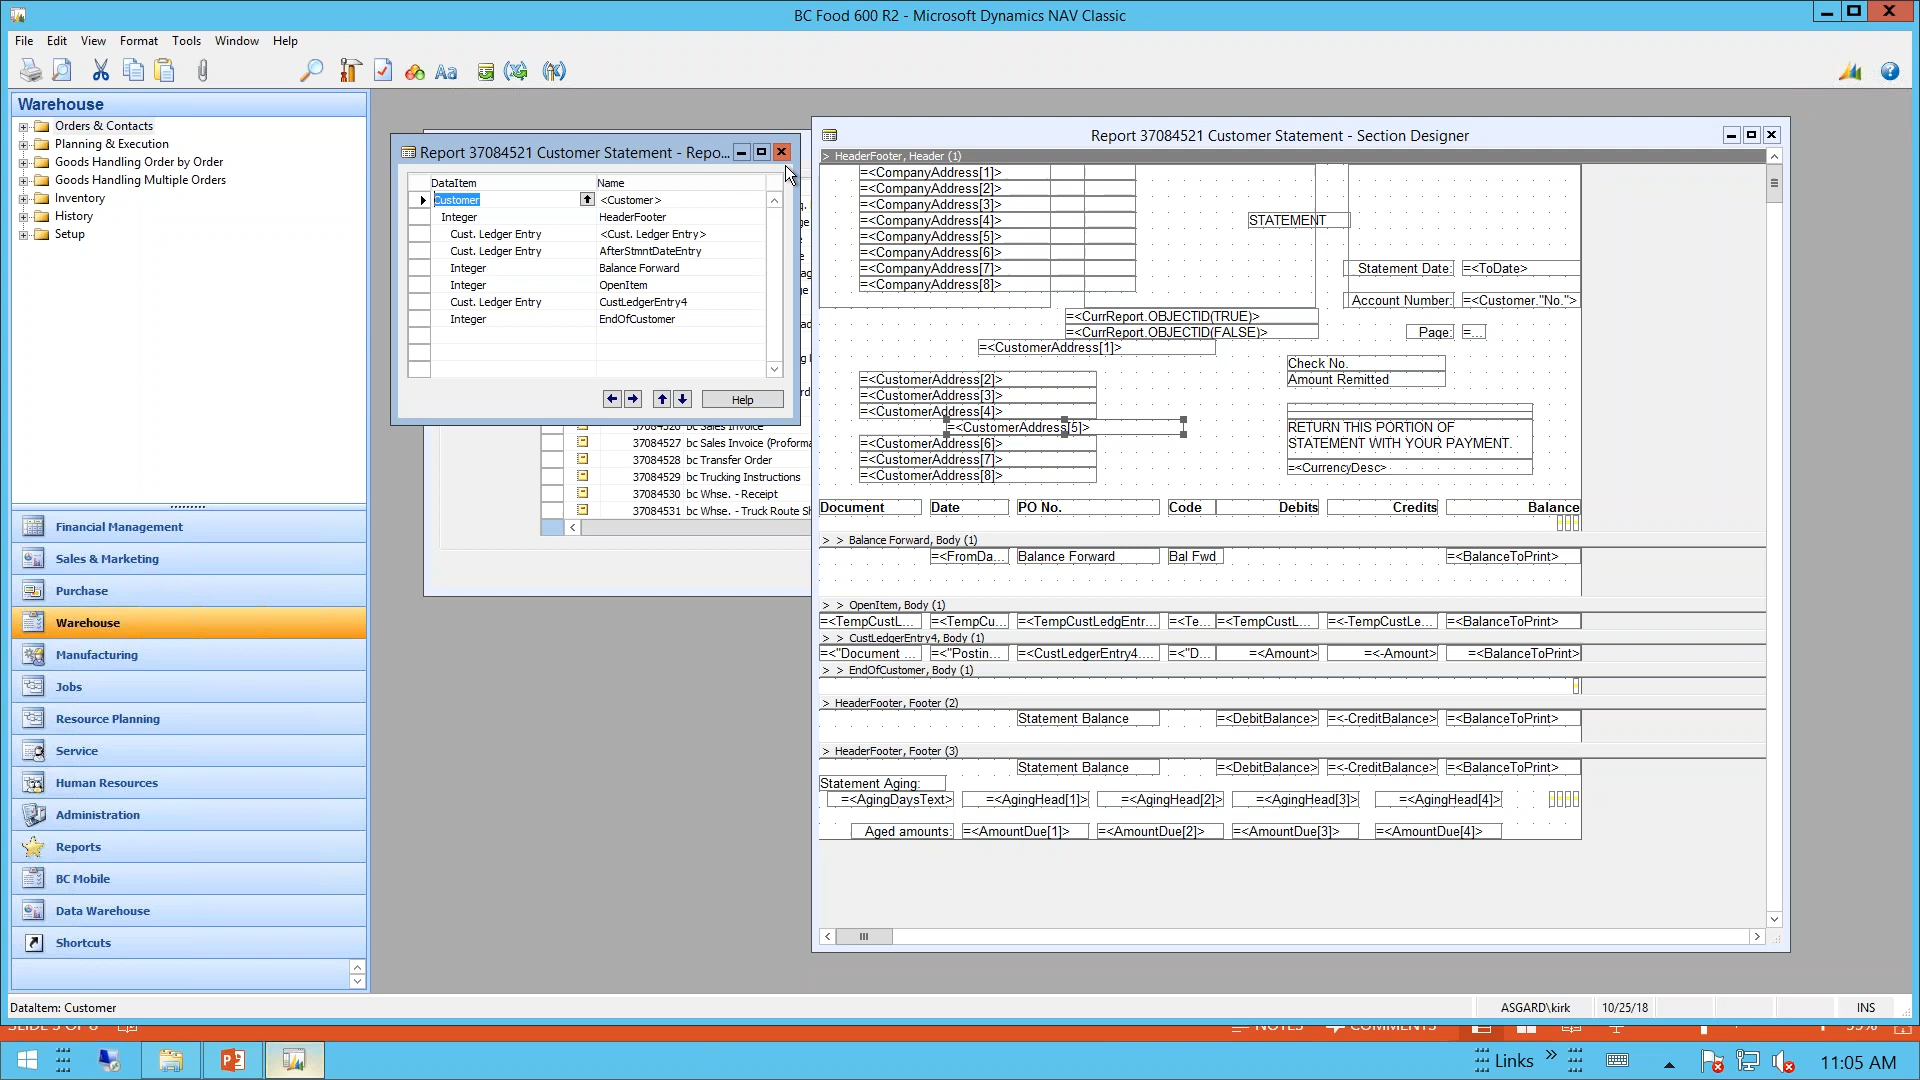 BC Food 600 R2 - Microsoft Dynamics NAV Classic
File Edit View Format Tools Window Help
Warehouse
Orders & Contacts
Planning & Execution
Goods Handling Order by Order
Goods Handling Multiple Orders
Inventory
History
Setup
Financial Management
Sales & Marketing
Purchase
Warehouse
Manufacturing
Jobs
Resource Planning
Service
Human Resources
Administration
Reports
BC Mobile
Data Warehouse
Shortcuts
Report 37084521 Customer Statement - Repo...
DataItem Name
Customer <Customer>
Integer HeaderFooter
Cust. Ledger Entry <Cust. Ledger Entry>
Cust. Ledger Entry AfterStmntDateEntry
Integer Balance Forward
Integer OpenItem
Cust. Ledger Entry CustLedgerEntry4
Integer EndOfCustomer
Help
37084527 bc Sales Invoice (Proforma
37084528 bc Transfer Order
37084529 bc Trucking Instructions
37084530 bc Whse. - Receipt
37084531 bc Whse. - Truck Route Sh
Report 37084521 Customer Statement - Section Designer
> HeaderFooter, Header (1)
=<CompanyAddress[1]>
=<CompanyAddress[2]>
=<CompanyAddress[3]>
=<CompanyAddress[4]> STATEMENT
=<CompanyAddress[5]>
=<CompanyAddress[6]>
=<CompanyAddress[7]> Statement Date: =<ToDate>
=<CompanyAddress[8]>
Account Number: =<Customer."No.">
=<CurrReport.OBJECTID(TRUE)>
=<CurrReport.OBJECTID(FALSE)> Page: =...
=<CustomerAddress[1]>
Check No.
=<CustomerAddress[2]> Amount Remitted
=<CustomerAddress[3]>
=<CustomerAddress[4]>
=<CustomerAddress[5]> RETURN THIS PORTION OF
=<CustomerAddress[6]> STATEMENT WITH YOUR PAYMENT.
=<CustomerAddress[7]>
=<CurrencyDesc>
=<CustomerAddress[8]>
Document Date PO No. Code Debits Credits Balance
> > Balance Forward, Body (1)
=<FromDa... Balance Forward Bal Fwd =<BalanceToPrint>
> > OpenItem, Body (1)
=<TempCustL... =<TempCu... =<TempCustLedgEntr... =<Te... =<TempCustL... =<-TempCustLe... =<BalanceToPrint>
> > CustLedgerEntry4, Body (1)
=<"Document ... =<"Postin... =<CustLedgerEntry4.... =<"D... =<Amount> =<-Amount> =<BalanceToPrint>
> > EndOfCustomer, Body (1)
> HeaderFooter, Footer (2)
Statement Balance =<DebitBalance> =<-CreditBalance> =<BalanceToPrint>
> HeaderFooter, Footer (3)
Statement Balance =<DebitBalance> =<-CreditBalance> =<BalanceToPrint>
Statement Aging:
=<AgingDaysText> =<AgingHead[1]> =<AgingHead[2]> =<AgingHead[3]> =<AgingHead[4]>
Aged amounts: =<AmountDue[1]> =<AmountDue[2]> =<AmountDue[3]> =<AmountDue[4]>
DataItem: Customer ASGARD\kirk 10/25/18 INS
Links 11:05 AM